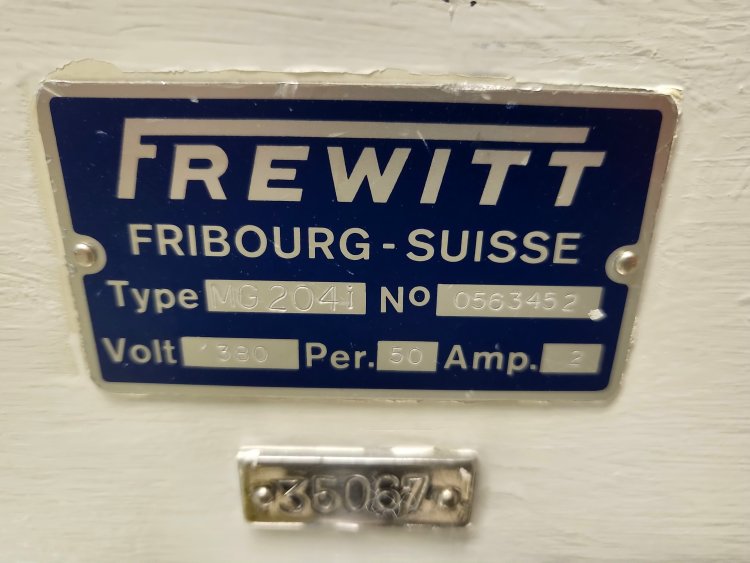 FREWITT
FRIBOURG - SUISSE
Type MG 204i No 0563452
Volt 380 Per. 50 Amp. 2
35067